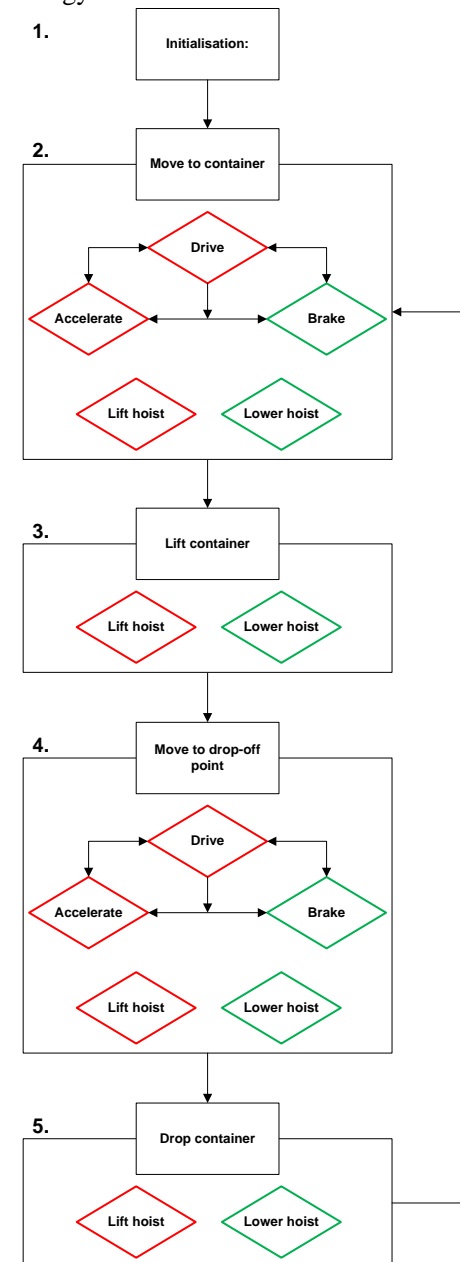 1.
Initialisation:
2.
Move to container
Drive
Accelerate
Brake
Lift hoist
Lower hoist
3.
Lift container
Lift hoist
Lower hoist
4.
Move to drop-off
point
Drive
Accelerate
Brake
Lift hoist
Lower hoist
5.
Drop container
Lift hoist
Lower hoist